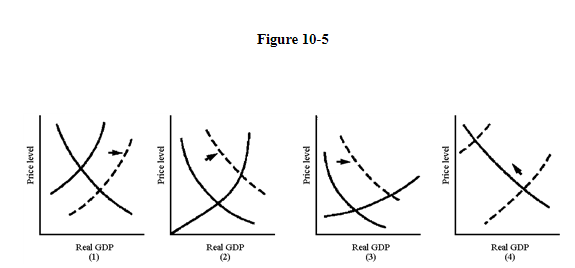 Figure 10-5
Price level
Real GDP
(1)
Price level
Real GDP
(2)
Price level
Real GDP
(3)
Price level
Real GDP
(4)